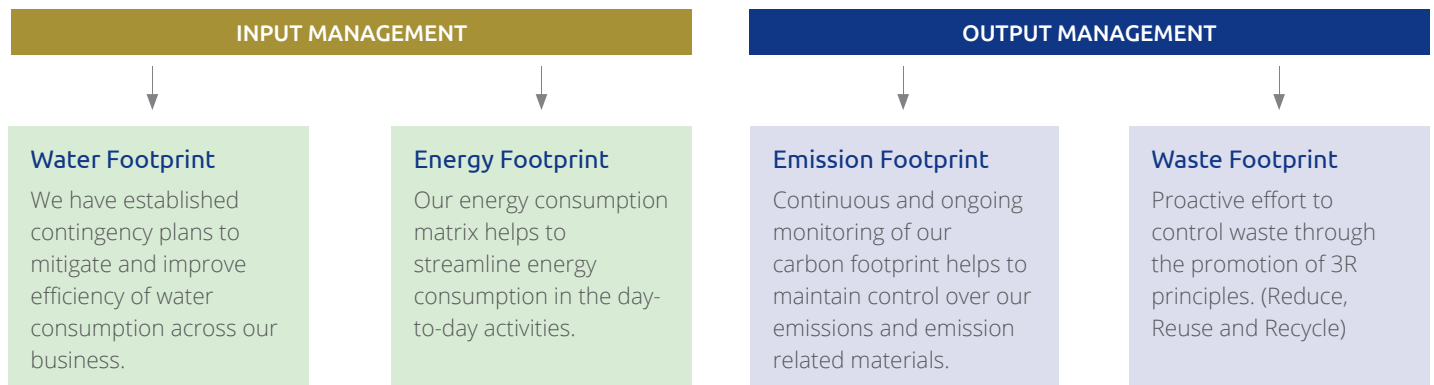 INPUT MANAGEMENT
OUTPUT MANAGEMENT
Water Footprint
We have established
contingency plans to
mitigate and improve
efficiency of water
consumption across our
business.
Energy Footprint
Our energy consumption
matrix helps to
streamline energy
consumption in the day-
to-day activities.
Emission Footprint
Continuous and ongoing
monitoring of our
carbon footprint helps to
maintain control over our
emissions and emission
related materials.
Waste Footprint
Proactive effort to
control waste through
the promotion of 3R
principles. (Reduce,
Reuse and Recycle)